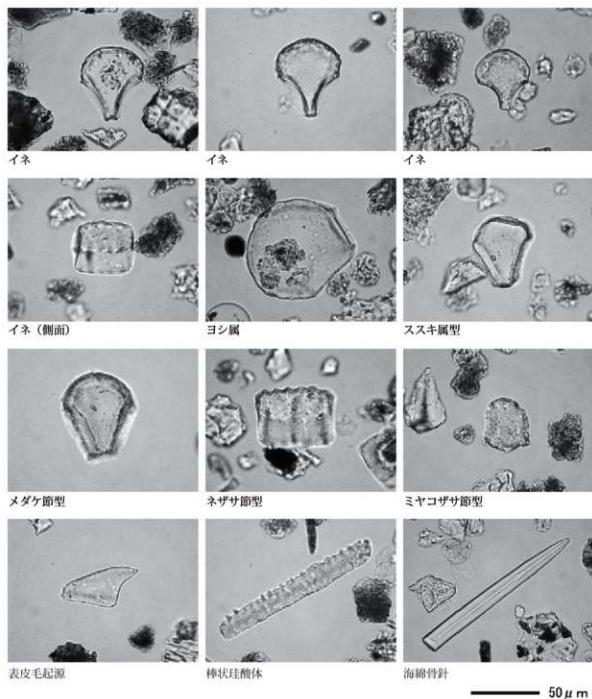 イネ
イネ
イネ
イネ（側面）
ヨシ属
ススキ属型
メダケ節型
ネザサ節型
ミヤコザサ節型
表皮毛起源
棒状珪酸体
海綿骨針
50μm